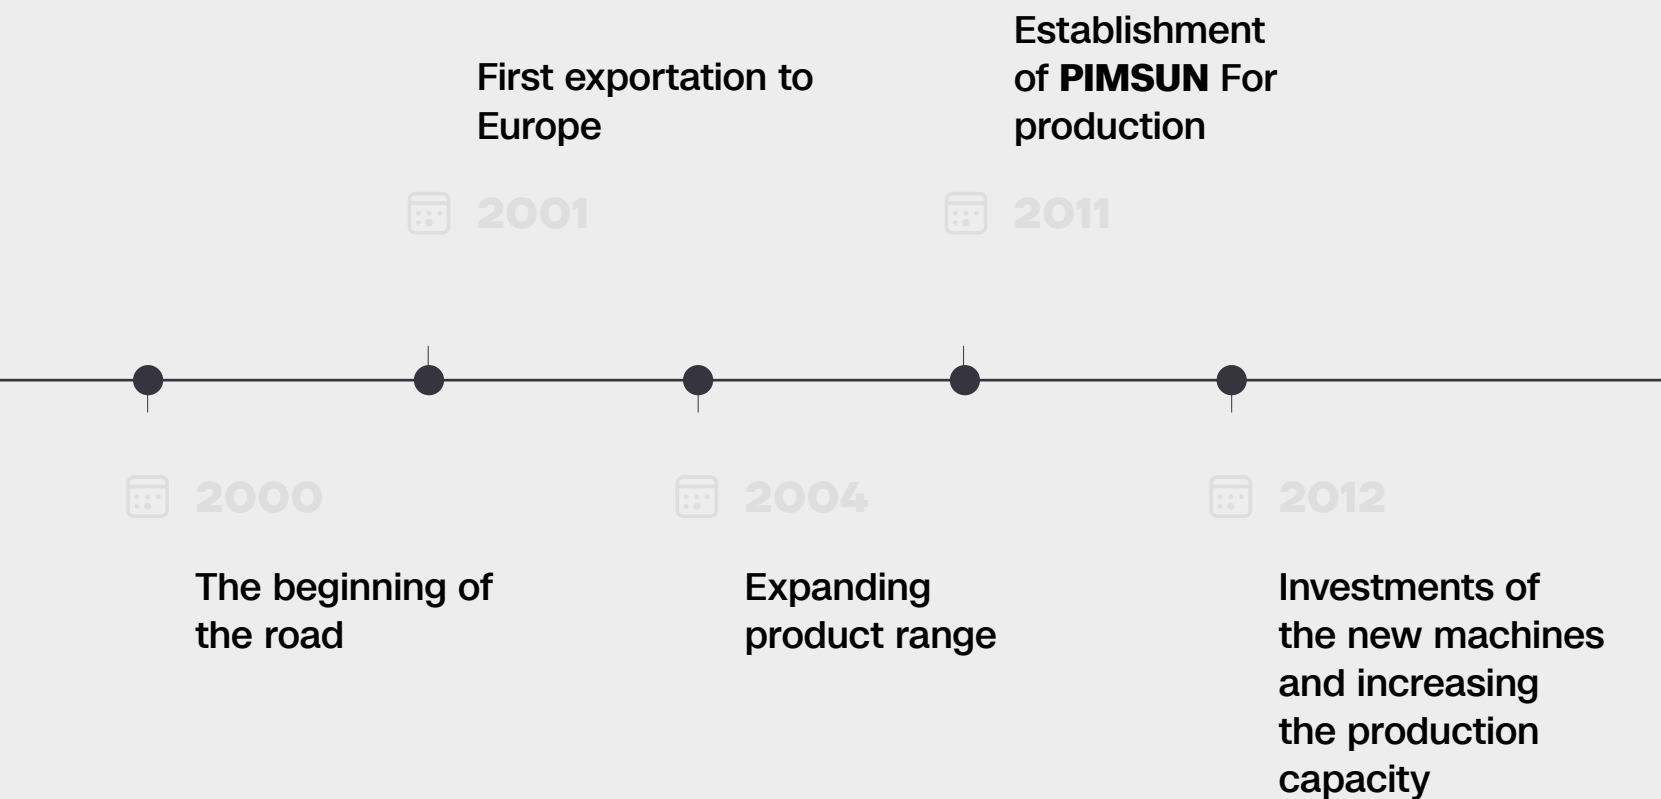 Establishment
of PIMSUN For
production
First exportation to
Europe
2001
2011
2000
2004
2012
The beginning of
the road
Expanding
product range
Investments of
the new machines
and increasing
the production
capacity